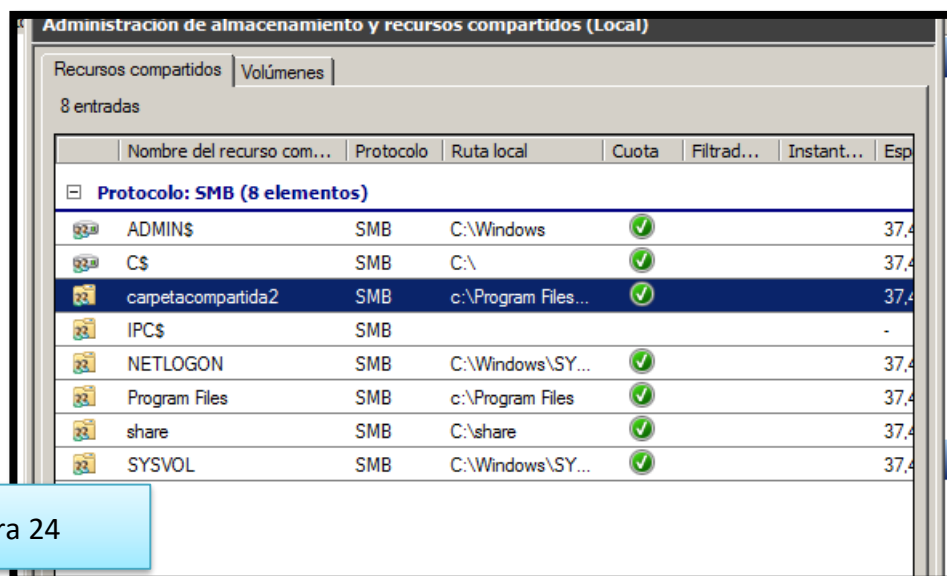 Administración de almacenamiento y recursos compartidos (Local)
Recursos compartidos Volúmenes
8 entradas
Nombre del recurso com... Protocolo Ruta local Cuota Filtrad... Instant... Esp
Protocolo: SMB (8 elementos)
ADMIN$ SMB C:\Windows 37,4
C$ SMB C:\ 37,4
carpetacompartida2 SMB c:\Program Files... 37,4
IPC$ SMB -
NETLOGON SMB C:\Windows\SY... 37,4
Program Files SMB c:\Program Files 37,4
share SMB C:\share 37,4
SYSVOL SMB C:\Windows\SY... 37,4
ra 24